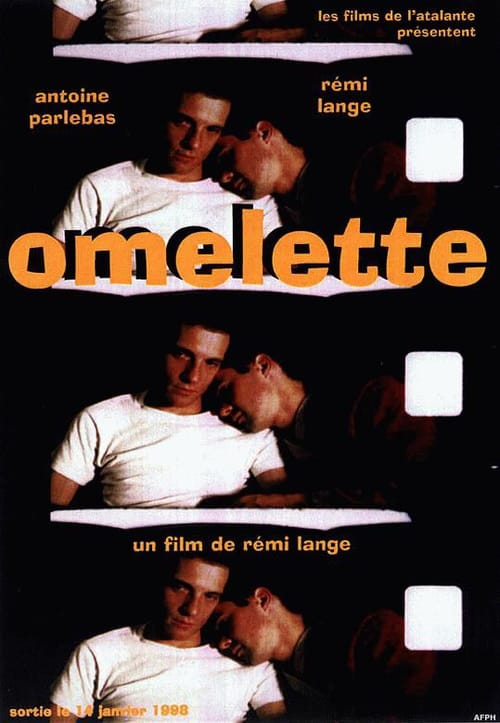 les films de l'atalante
présentent
antoine
parlebas
rémi
lange
omelette
un film de rémi lange
sortie le 14 janvier 1998
AFPH